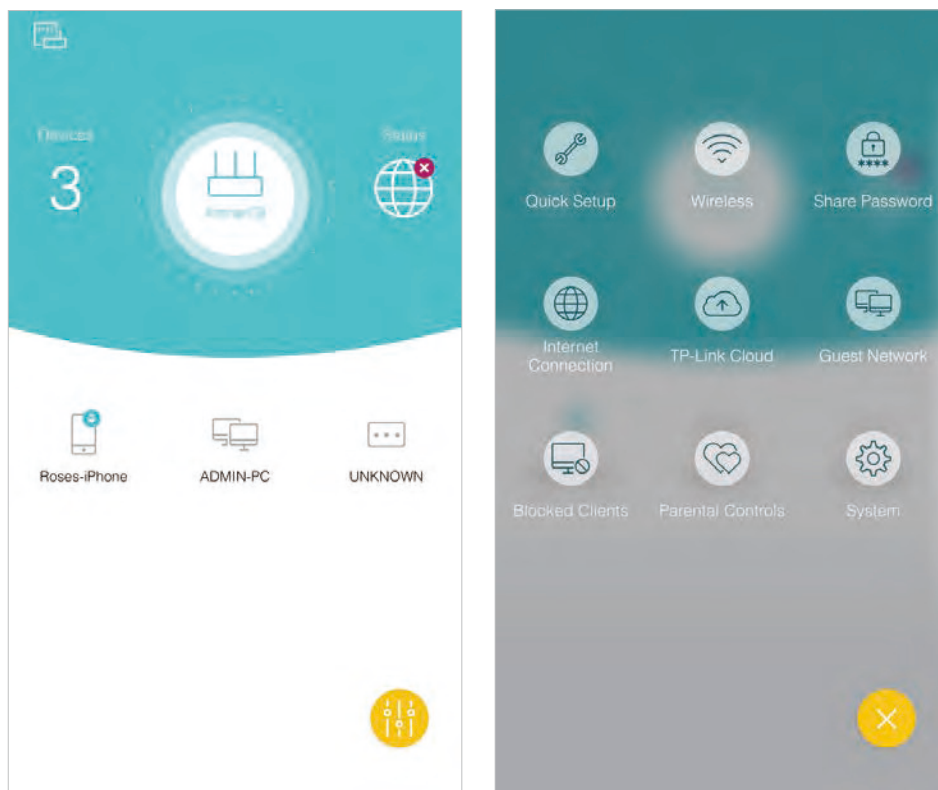 Devices
Status
3
Roses-iPhone
ADMIN-PC
UNKNOWN
Quick Setup
Wireless
****
Share Password
Internet
Connection
TP-Link Cloud
Guest Network
Blocked Clients
Parental Controls
System